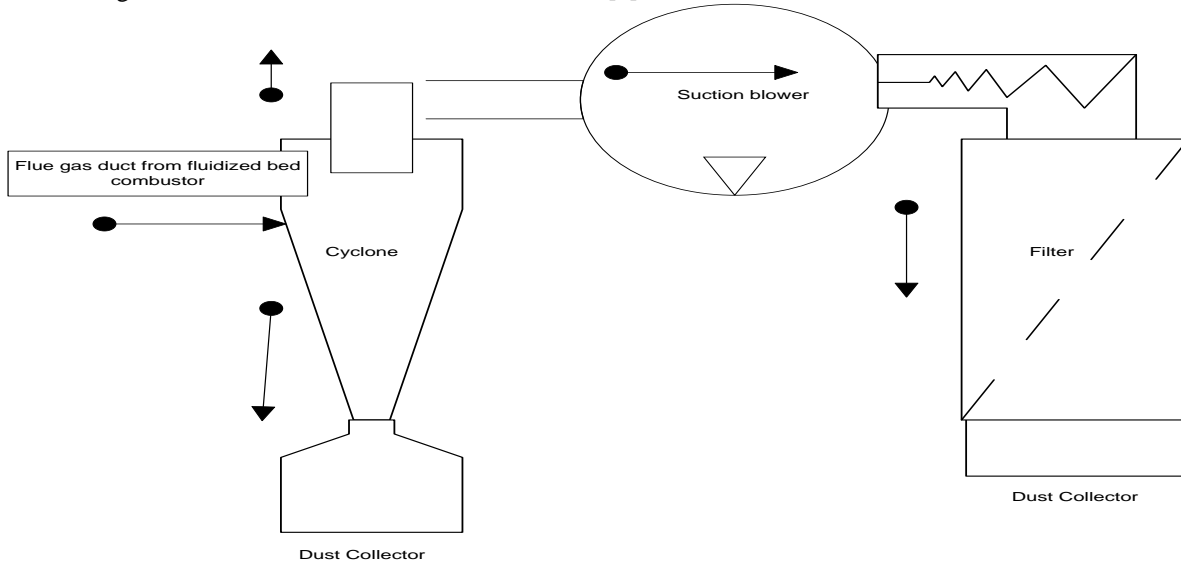 Suction blower
Flue gas duct from fluidized bed
combustor
Cyclone
Filter
Dust Collector
Dust Collector